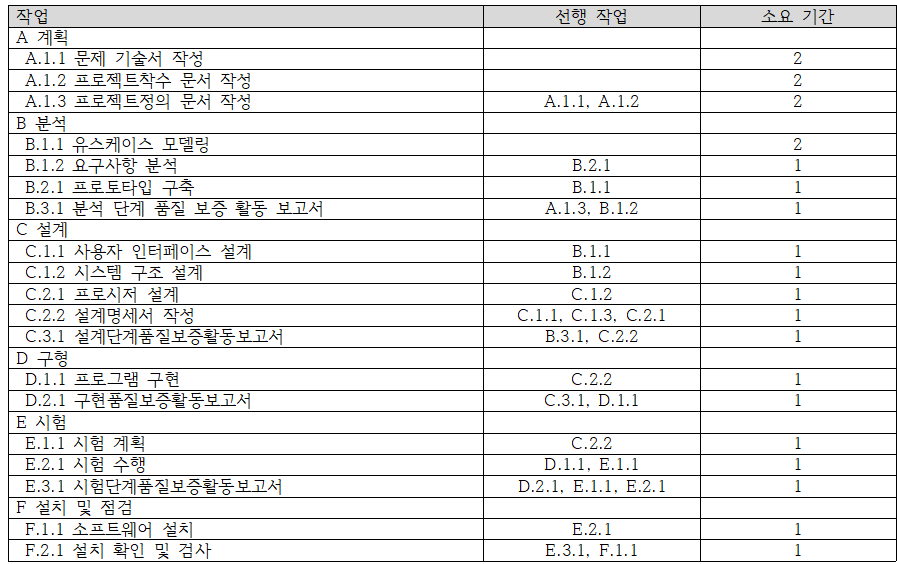 작업 선행 작업 소요 기간
A 계획
A.1.1 문제 기술서 작성 2
A.1.2 프로젝트착수 문서 작성 2
A.1.3 프로젝트정의 문서 작성 A.1.1, A.1.2 2
B 분석
B.1.1 유스케이스 모델링 2
B.1.2 요구사항 분석 B.2.1 1
B.2.1 프로토타입 구축 B.1.1 1
B.3.1 분석 단계 품질 보증 활동 보고서 A.1.3, B.1.2 1
C 설계
C.1.1 사용자 인터페이스 설계 B.1.1 1
C.1.2 시스템 구조 설계 B.1.2 1
C.2.1 프로시저 설계 C.1.2 1
C.2.2 설계명세서 작성 C.1.1, C.1.3, C.2.1 1
C.3.1 설계단계품질보증활동보고서 B.3.1, C.2.2 1
D 구형
D.1.1 프로그램 구현 C.2.2 1
D.2.1 구현품질보증활동보고서 C.3.1, D.1.1 1
E 시험
E.1.1 시험 계획 C.2.2 1
E.2.1 시험 수행 D.1.1, E.1.1 1
E.3.1 시험단계품질보증활동보고서 D.2.1, E.1.1, E.2.1 1
F 설치 및 점검
F.1.1 소프트웨어 설치 E.2.1 1
F.2.1 설치 확인 및 검사 E.3.1, F.1.1 1